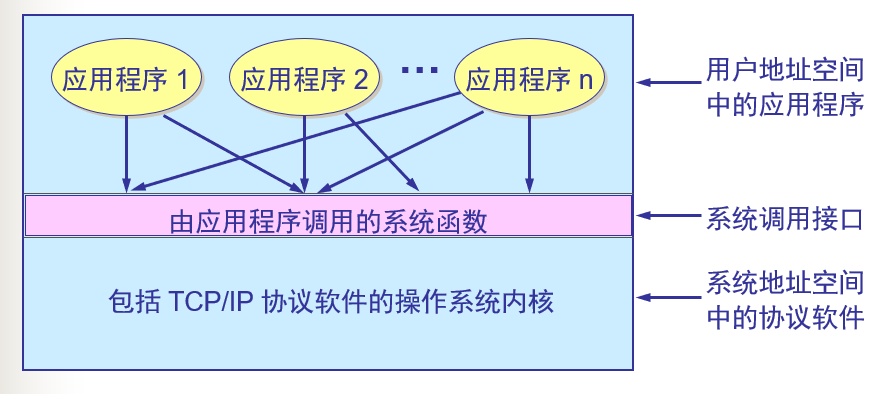 应用程序 1
应用程序 2
…
应用程序 n
用户地址空间
中的应用程序
由应用程序调用的系统函数
系统调用接口
包括 TCP/IP 协议软件的操作系统内核
系统地址空间
中的协议软件